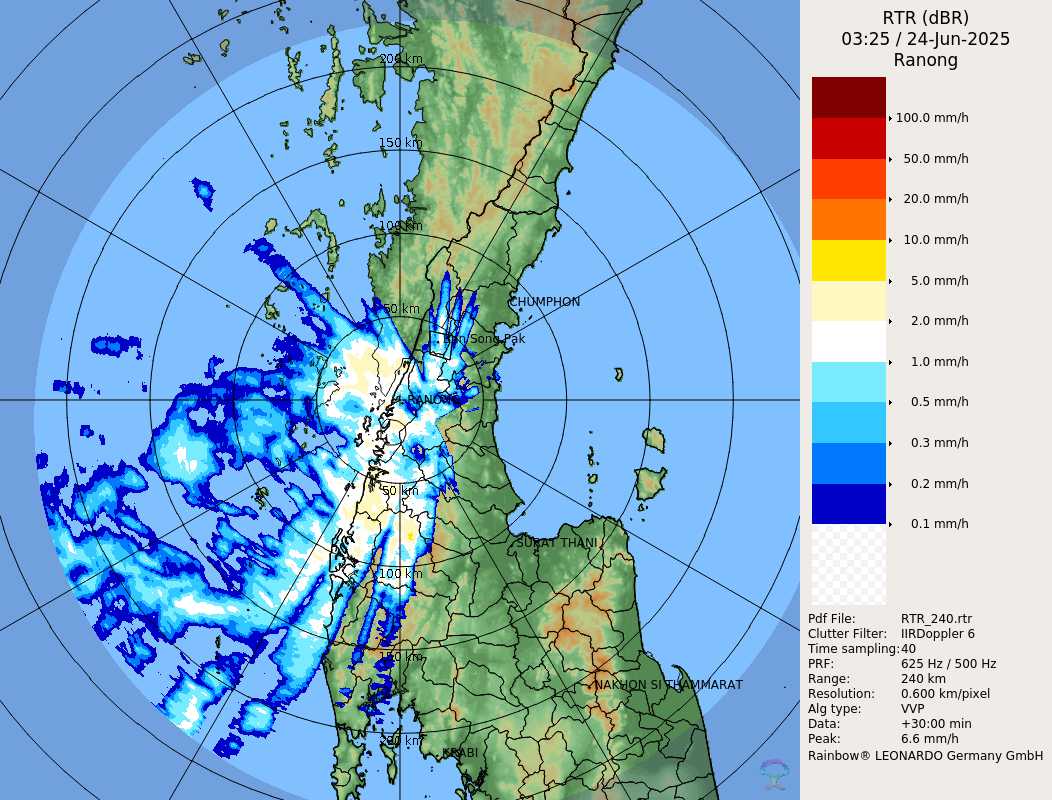 RTR (dBR)
03:25 / 24-Jun-2025
Ranong
100.0 mm/h
50.0 mm/h
20.0 mm/h
10.0 mm/h
5.0 mm/h
2.0 mm/h
1.0 mm/h
0.5 mm/h
0.3 mm/h
0.2 mm/h
0.1 mm/h
Pdf File: RTR_240.rtr
Clutter Filter: IIRDoppler 6
Time sampling:40
PRF: 625 Hz / 500 Hz
Range: 240 km
Resolution: 0.600 km/pixel
Alg type: VVP
Data: +30:00 min
Peak: 6.6 mm/h
Rainbow® LEONARDO Germany GmbH
200 km
150 km
100 km
CHUMPHON
50 km
Song Pak
RANONG
50 km
SURAT THANI
100 km
150 km
NAKHON SI THAMMARAT
200 km
KRABI